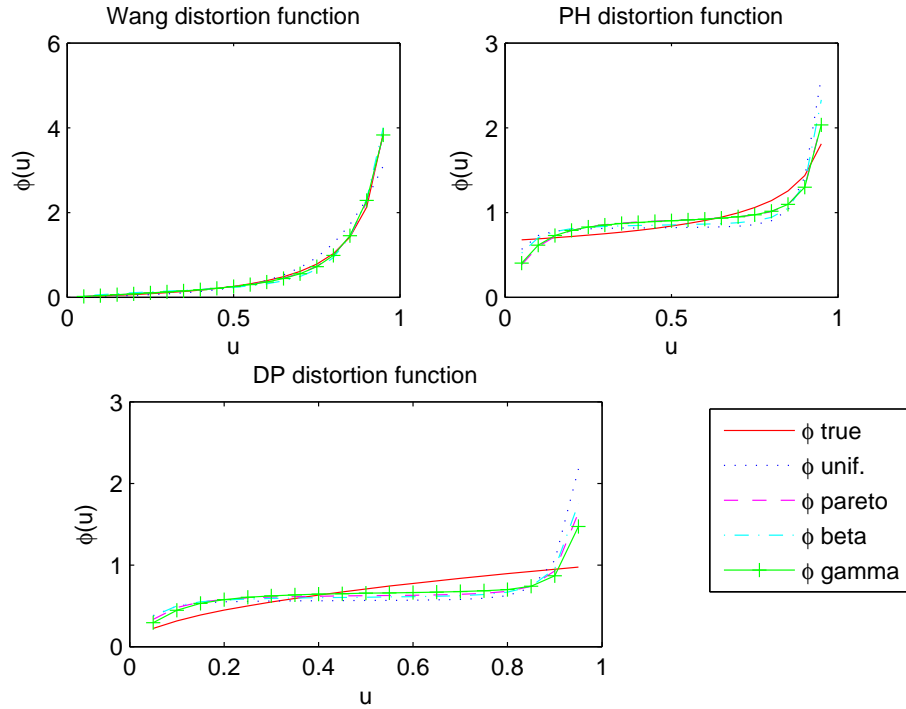 Wang distortion function
6
4
2
0
0
0.5
1
ϕ(u)
u
PH distortion function
3
2
1
0
0
0.5
1
ϕ(u)
u
DP distortion function
3
2
1
0
0
0.2
0.4
0.6
0.8
1
ϕ(u)
u
ϕ true
ϕ unif.
ϕ pareto
ϕ beta
ϕ gamma